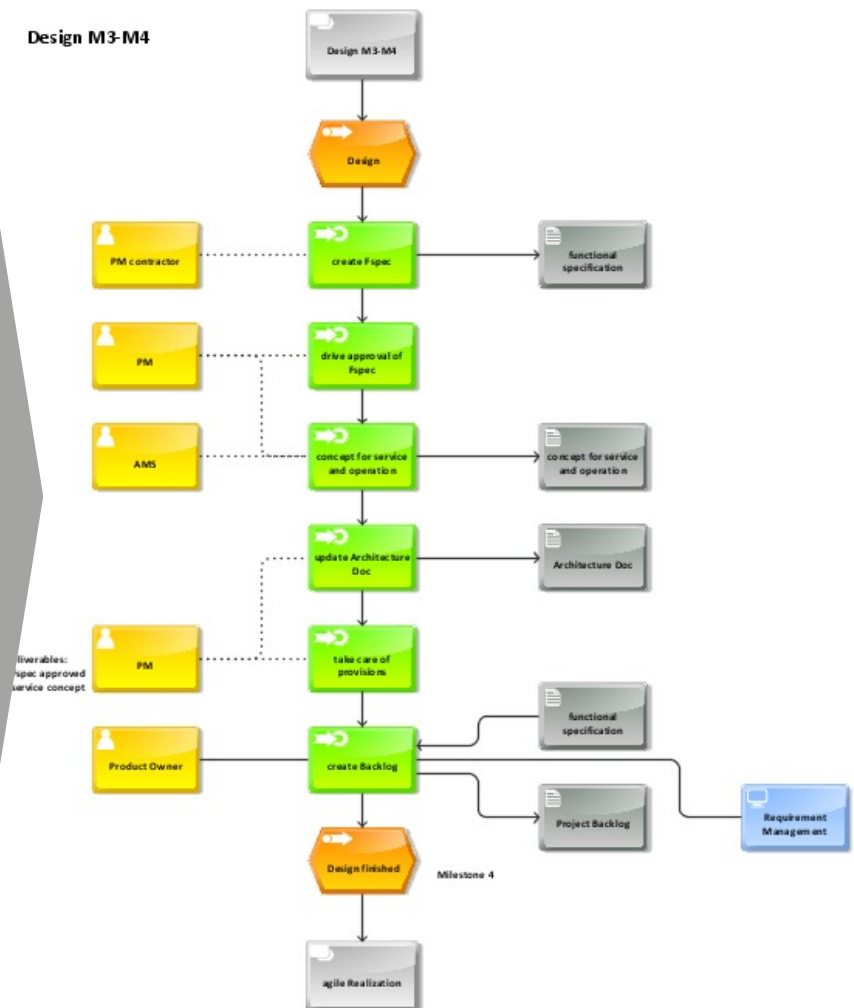 Design M3-M4
Design M3-M4
Design
PM contractor
create Fspec
functional
specification
PM
drive approval of
Fspec
AMS
concept for service
and operation
concept for service
and operation
update Architecture
Doc
Architecture Doc
liverables:
spec approved
service concept
PM
take care of
provisions
functional
specification
Product Owner
create Backlog
Project Backlog
Requirement
Management
Design finished
Milestone 4
agile Realization